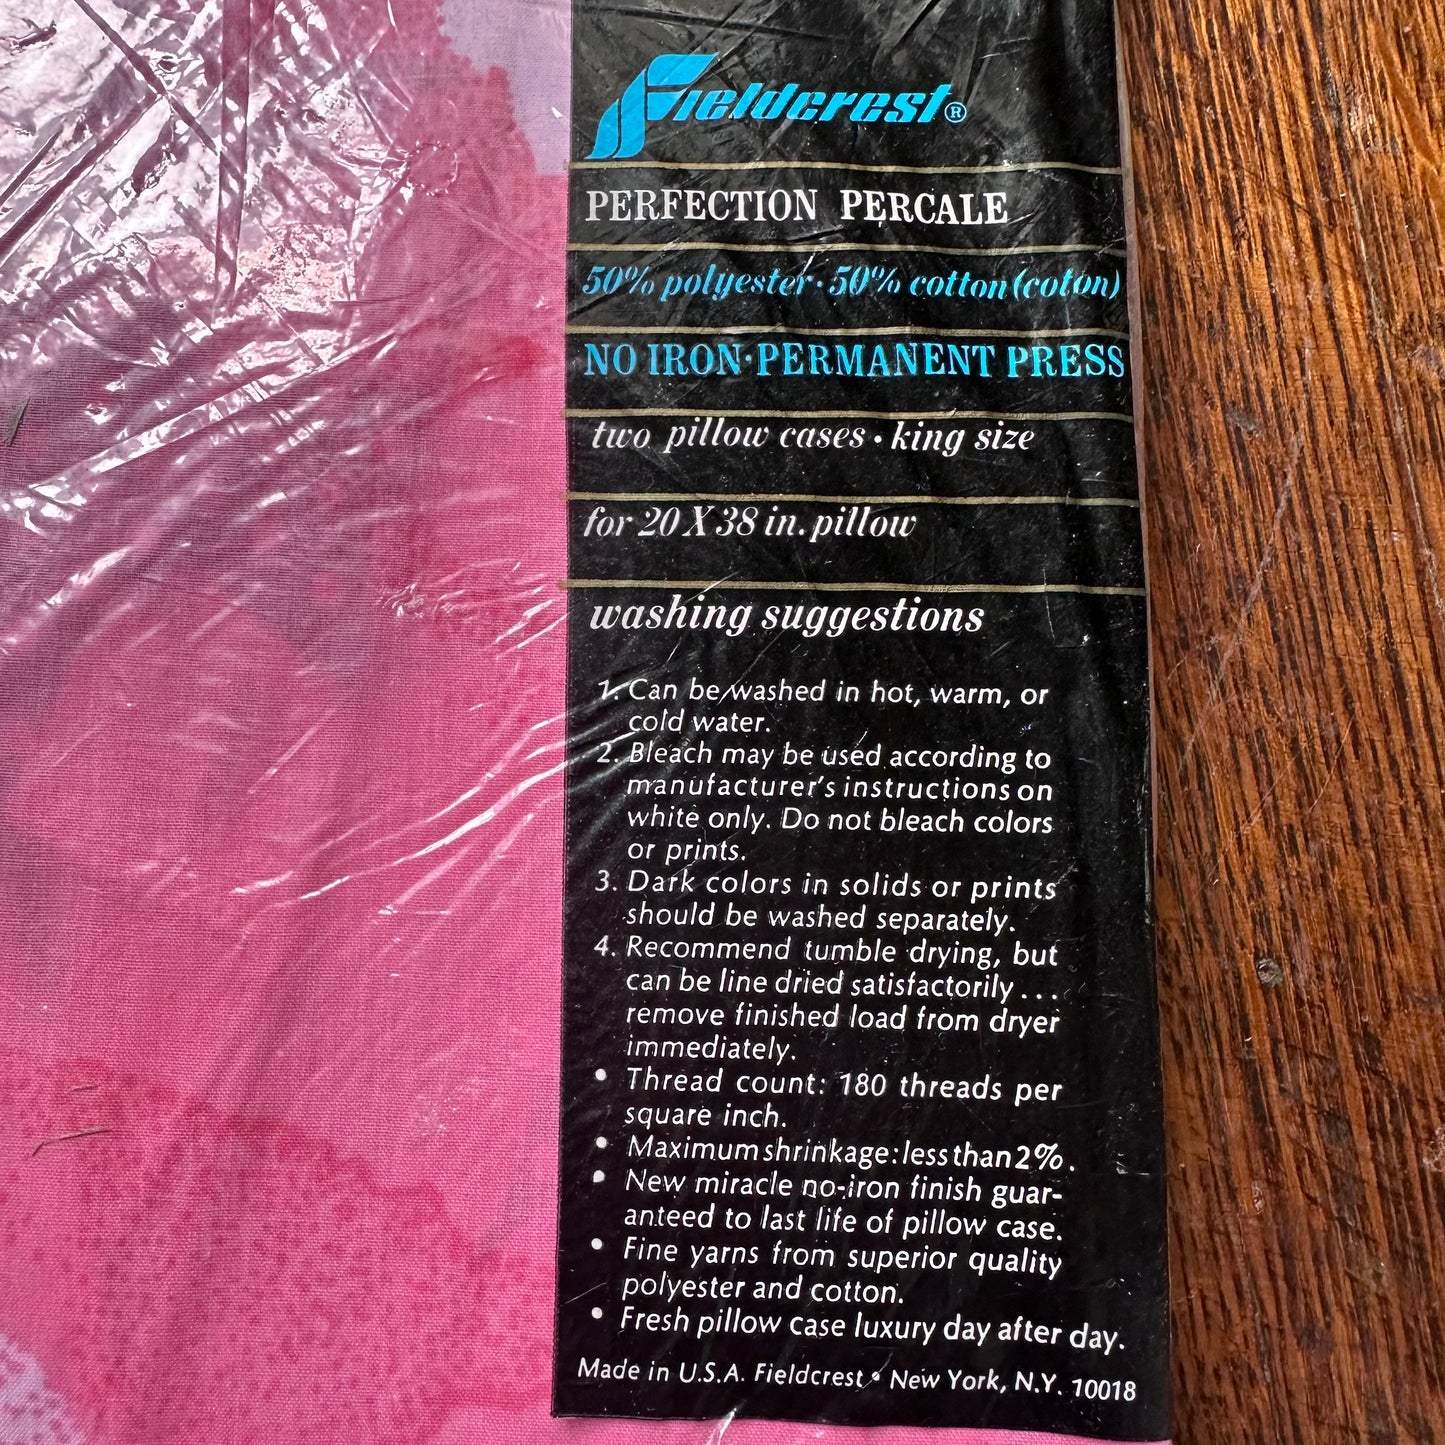 Fieldcrest®
PERFECTION PERCALE
50% polyester · 50% cotton (coton)
NO IRON · PERMANENT PRESS
two pillow cases • king size
for 20 X 38 in. pillow
washing suggestions
1. Can be washed in hot, warm, or
cold water.
2. Bleach may be used according to
manufacturer's instructions on
white only. Do not bleach colors
or prints.
3. Dark colors in solids or prints
should be washed separately.
4. Recommend tumble drying, but
can be line dried satisfactorily ...
remove finished load from dryer
immediately.
• Thread count: 180 threads per
square inch.
• Maximum shrinkage: less than 2%.
• New miracle no-iron finish guar-
anteed to last life of pillow case.
• Fine yarns from superior quality
polyester and cotton.
• Fresh pillow case luxury day after day.
Made in U.S.A. Fieldcrest • New York, N.Y. 10018